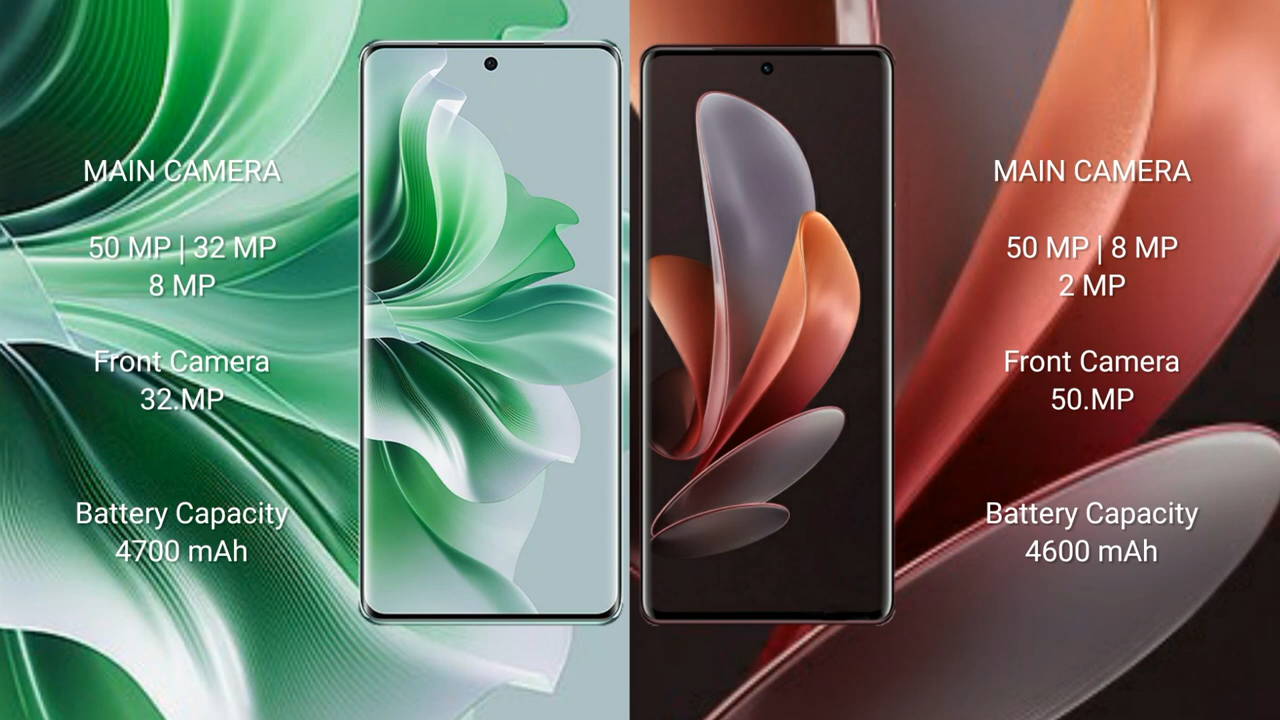 MAIN CAMERA
50 MP | 32 MP
8 MP
Front Camera
32.MP
Battery Capacity
4700 mAh
MAIN CAMERA
50 MP | 8 MP
2 MP
Front Camera
50.MP
Battery Capacity
4600 mAh